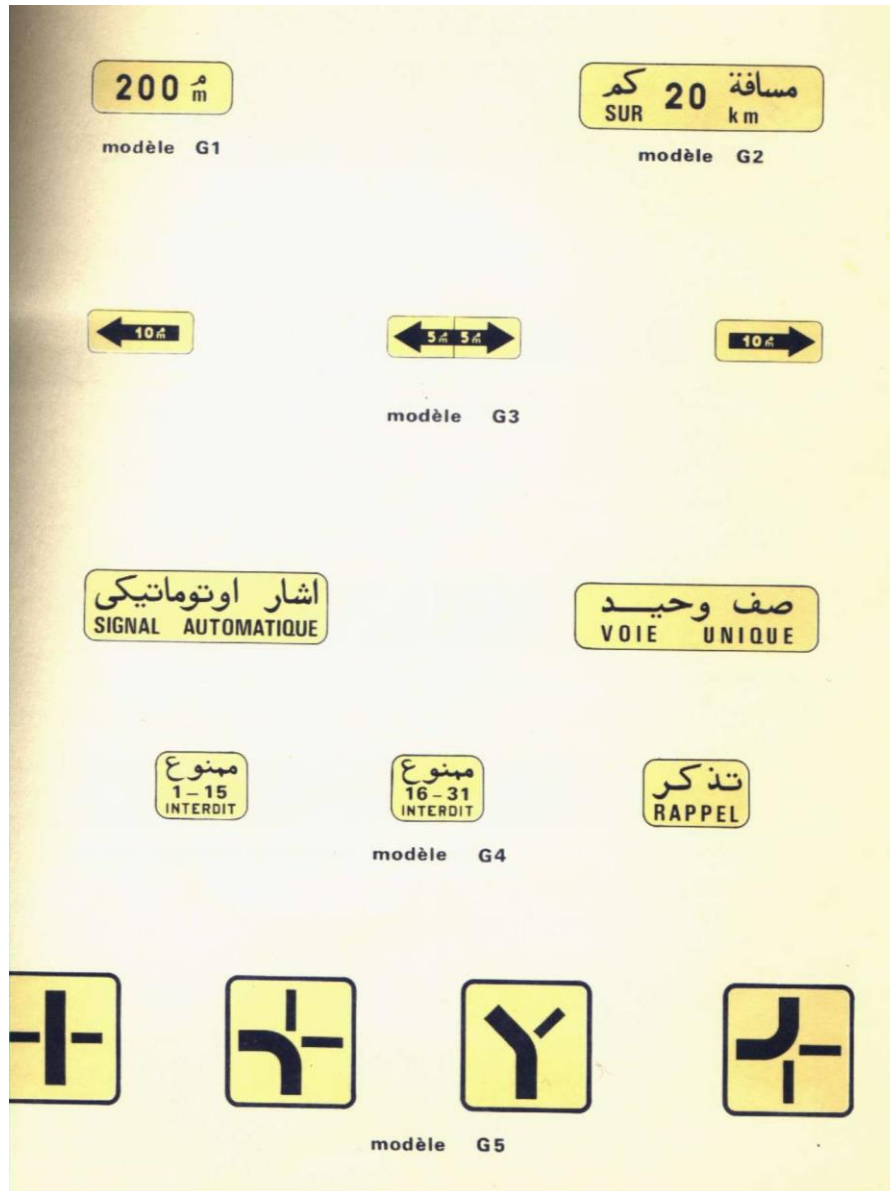 200 م
m
مسافة 20 كم
SUR km
modèle G1
modèle G2
10 م
m
5 م 5 م
m m
10 م
m
modèle G3
اشار اوتوماتيكى
SIGNAL AUTOMATIQUE
صف وحيــد
VOIE UNIQUE
ممنوع
1–15
INTERDIT
ممنوع
16–31
INTERDIT
تذكر
RAPPEL
modèle G4
modèle G5